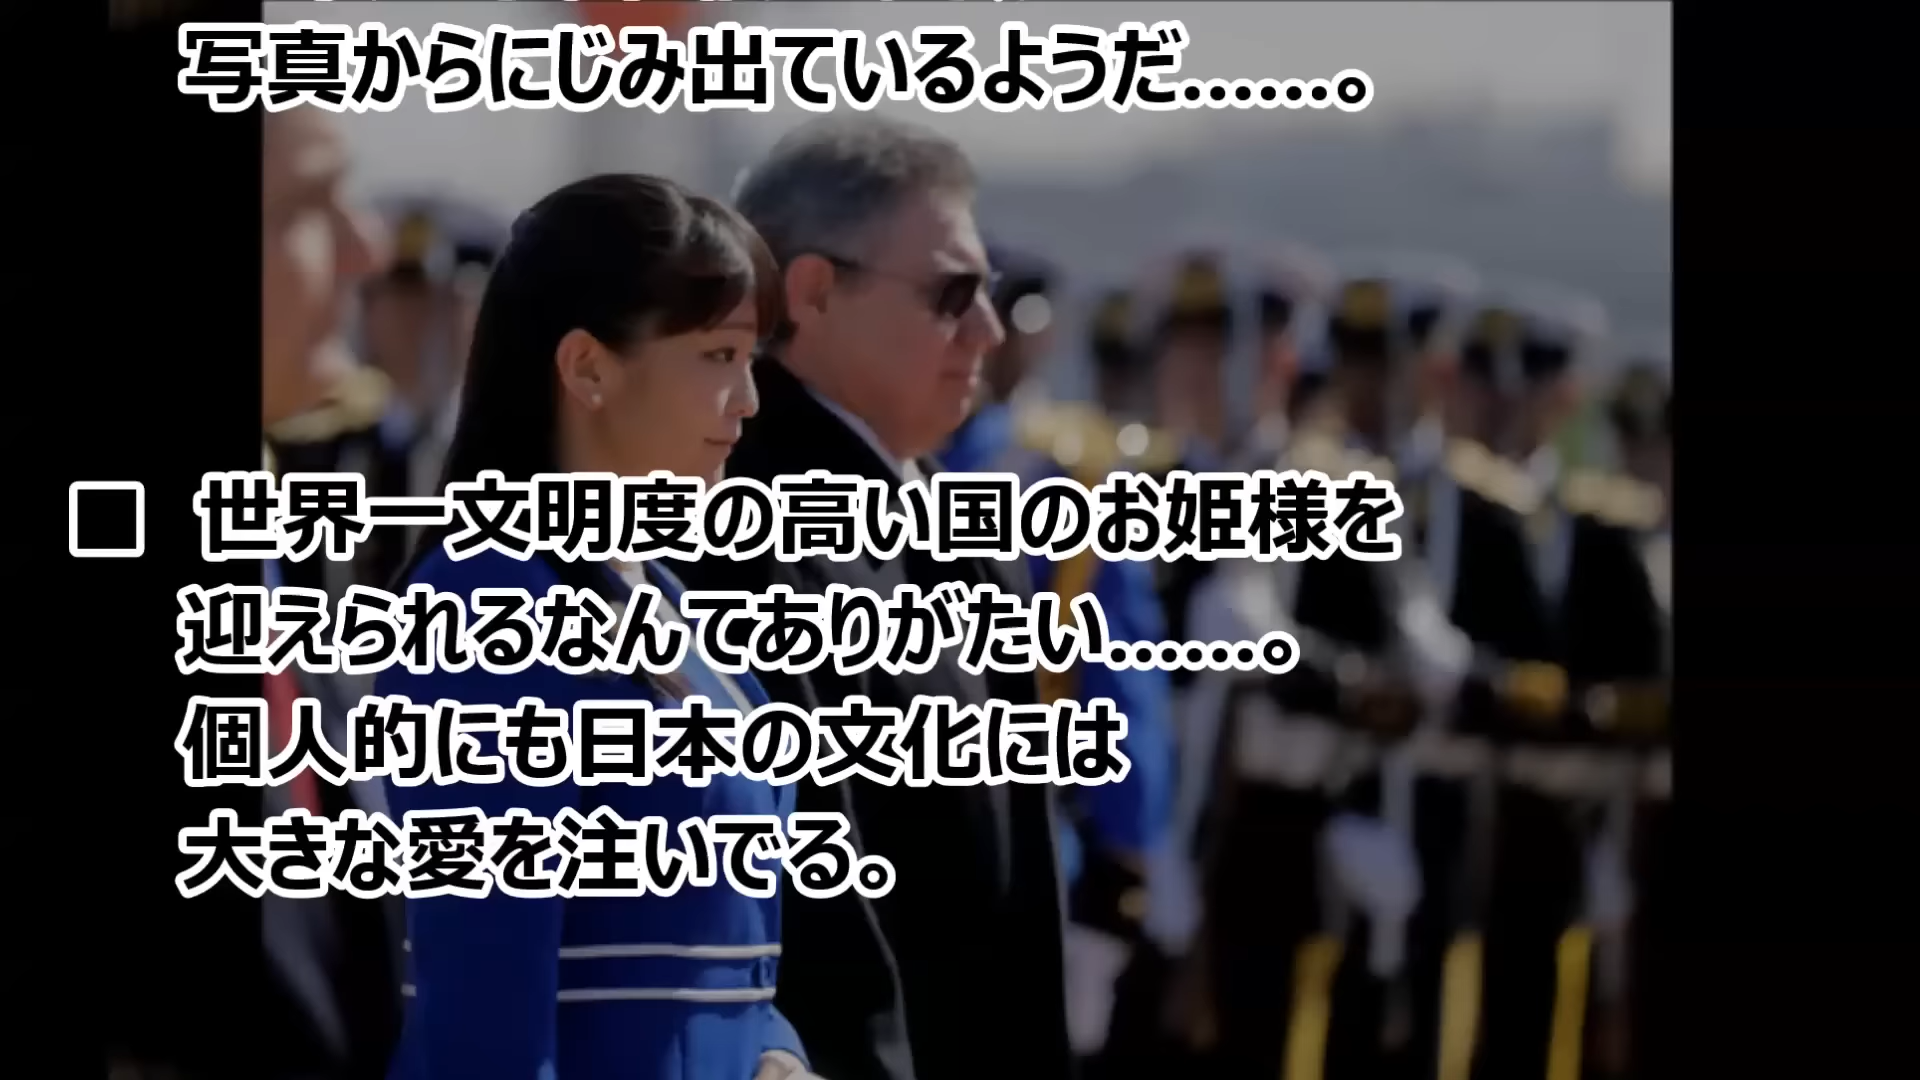 写真からにじみ出ているようだ……。
□ 世界一文明度の高い国のお姫様を
迎えられるなんてありがたい……。
個人的にも日本の文化には
大きな愛を注いでる。